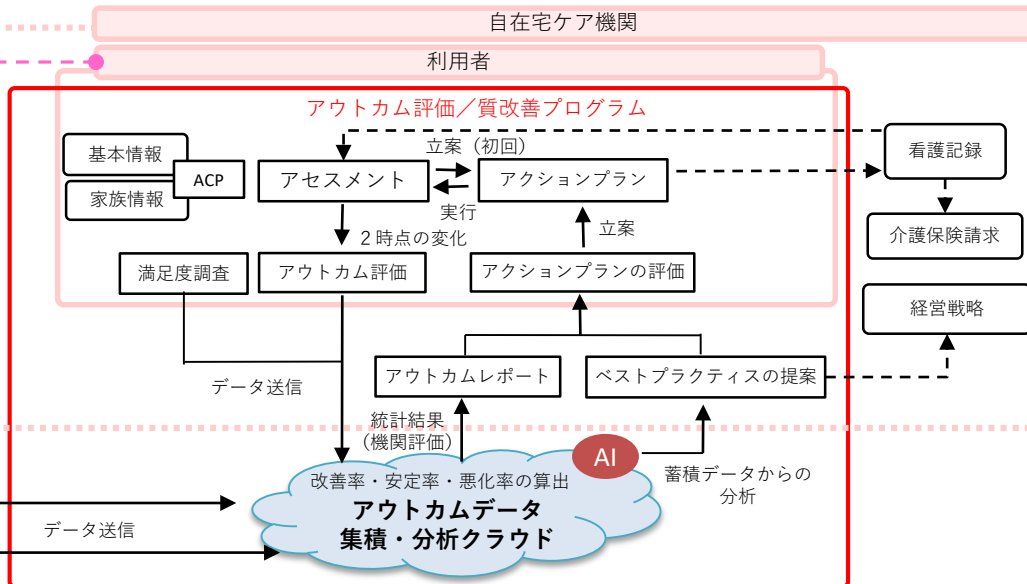 自在宅ケア機関
利用者
アウトカム評価／質改善プログラム
基本情報
家族情報
ACP
アセスメント
立案（初回）
実行
アクションプラン
看護記録
介護保険請求
２時点の変化
立案
満足度調査
アウトカム評価
アクションプランの評価
経営戦略
データ送信
アウトカムレポート
ベストプラクティスの提案
統計結果
（機関評価）
AI
蓄積データからの
分析
改善率・安定率・悪化率の算出
アウトカムデータ
集積・分析クラウド
データ送信